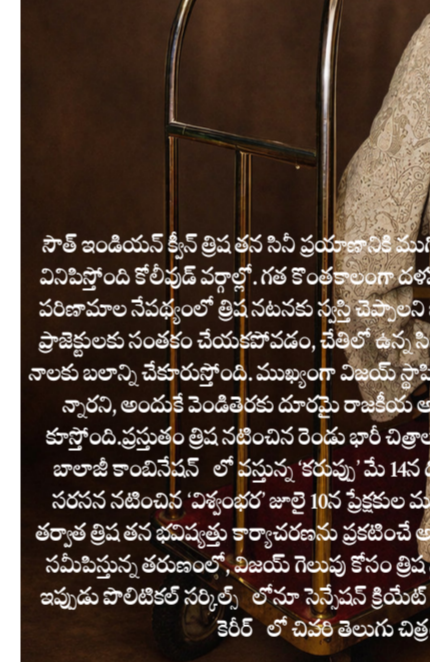 సౌత్ ఇండియన్ క్వీన్ త్రిష తన సినీ ప్రయాణానికి
వినిపిస్తోంది కోలీవుడ్ వర్గాల్లో. గత కొంతకాలంగా
పరిణామాల నేపథ్యంలో త్రిష నటనకు స్వస్తి చెప్పాలని
ప్రాజెక్టులకు సంతకం చేయకపోవడం, చేతిలో ఉన్న
నాలకు బలాన్ని చేకూరుస్తోంది. ముఖ్యంగా విజయ్
న్నారని, అందుకే వెండితెరకు దూరమై రాజకీయ
కూస్తోంది.ప్రస్తుతం త్రిష నటించిన రెండు భారీ
బాలాజీ కాంబినేషన్ లో వస్తున్న ‘కరుప్పు’ మే 14న
సరసన నటించిన ‘విశ్వంభర’ జూలై 10న ప్రేక్షకుల
తర్వాత త్రిష తన భవిష్యత్తు కార్యాచరణను ప్రకటించే
సమీపిస్తున్న తరుణంలో, విజయ్ గెలుపు కోసం త్రిష
ఇప్పుడు పొలిటికల్ సర్కిల్స్ లోనూ సెన్సేషన్ క్రియేట్
కెరీర్ లో చివరి తెలుగు